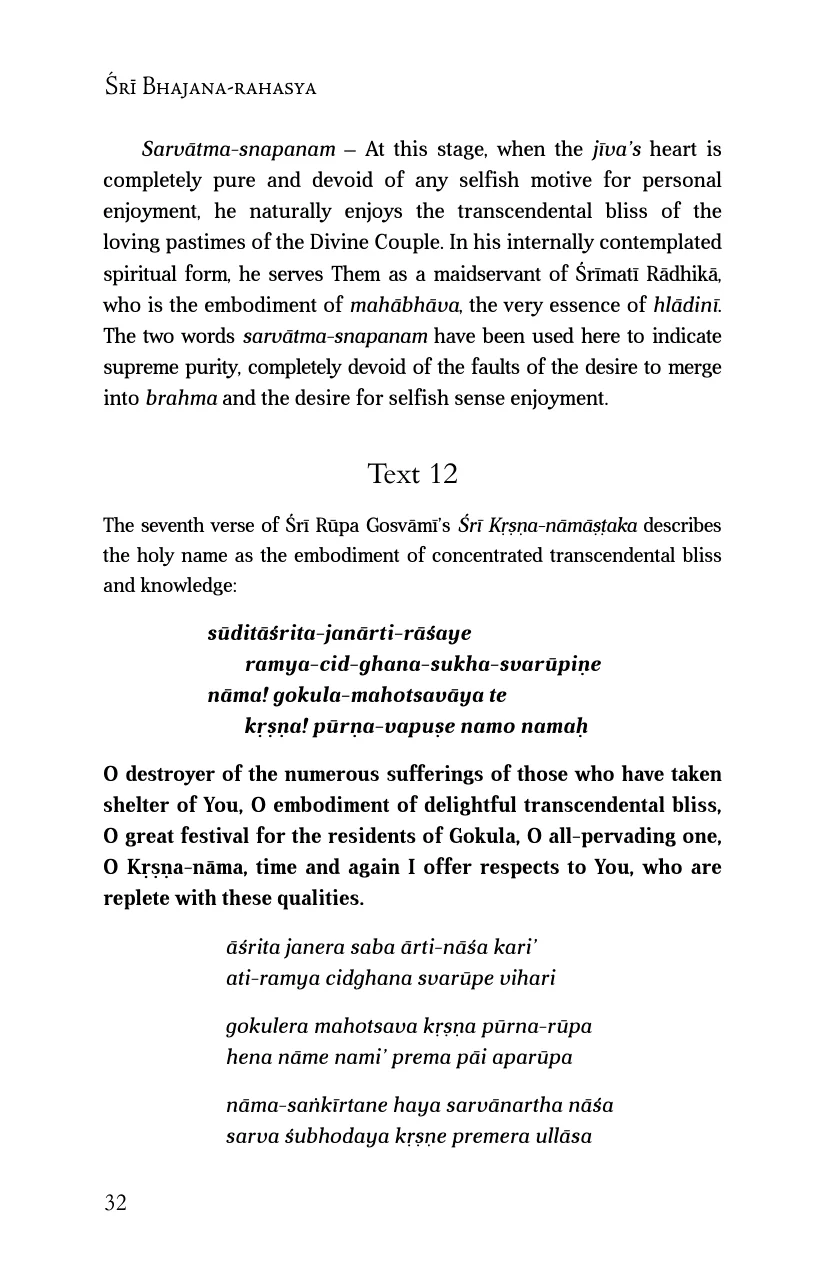 Śrī Bhajana-rahasya
Sarvātma-snapanam – At this stage, when the jīva’s heart is
completely pure and devoid of any selfish motive for personal
enjoyment, he naturally enjoys the transcendental bliss of the
loving pastimes of the Divine Couple. In his internally contemplated
spiritual form, he serves Them as a maidservant of Śrīmatī Rādhikā,
who is the embodiment of mahābhāva, the very essence of hlādinī.
The two words sarvātma-snapanam have been used here to indicate
supreme purity, completely devoid of the faults of the desire to merge
into brahma and the desire for selfish sense enjoyment.
Text 12
The seventh verse of Śrī Rūpa Gosvāmī’s Śrī Kṛṣṇa-nāmāṣṭaka describes
the holy name as the embodiment of concentrated transcendental bliss
and knowledge:
sūditāśrita-janārti-rāśaye
ramya-cid-ghana-sukha-svarūpiṇe
nāma! gokula-mahotsavāya te
kṛṣṇa! pūrṇa-vapuṣe namo namaḥ
O destroyer of the numerous sufferings of those who have taken
shelter of You, O embodiment of delightful transcendental bliss,
O great festival for the residents of Gokula, O all-pervading one,
O Kṛṣṇa-nāma, time and again I offer respects to You, who are
replete with these qualities.
āśrita janera saba ārti-nāśa kari’
ati-ramya cidghana svarūpe vihari
gokulera mahotsava kṛṣṇa pūrna-rūpa
hena nāme nami’ prema pāi aparūpa
nāma-saṅkīrtane haya sarvānartha nāśa
sarva śubhodaya kṛṣṇe premera ullāsa
32